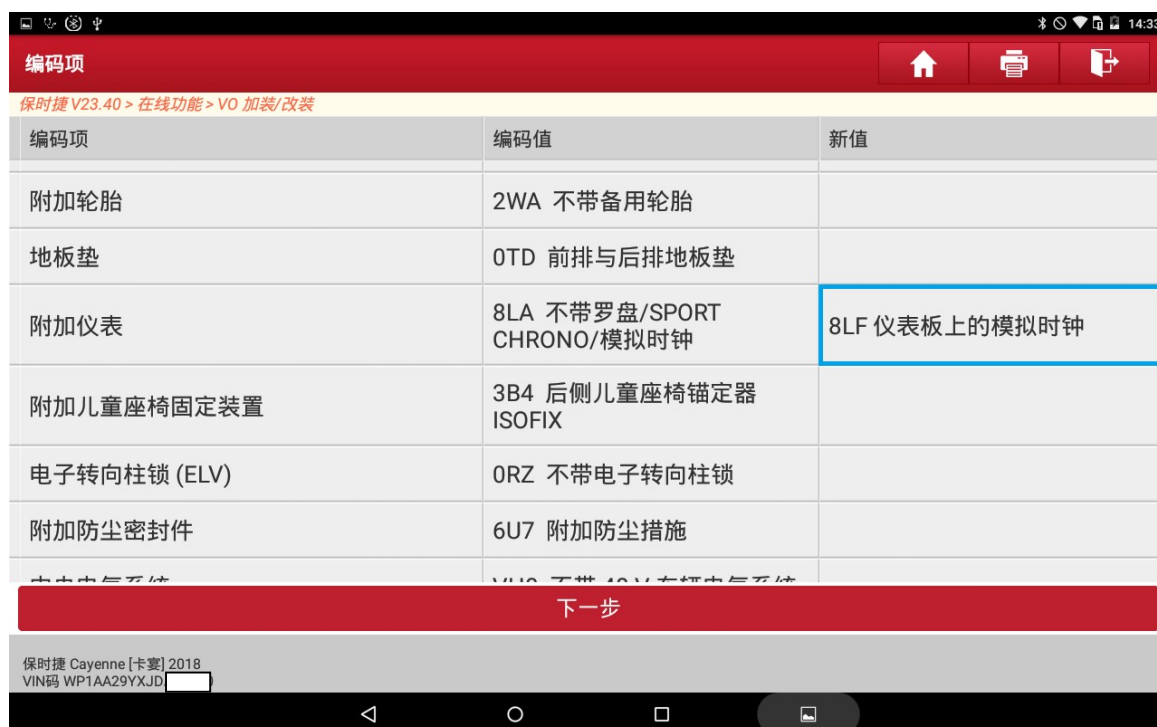 14:33
编码项
保时捷 V23.40 > 在线功能 > VO 加装/改装
编码项 编码值 新值
附加轮胎 2WA 不带备用轮胎
地板垫 0TD 前排与后排地板垫
附加仪表 8LA 不带罗盘/SPORT CHRONO/模拟时钟 8LF 仪表板上的模拟时钟
附加儿童座椅固定装置 3B4 后侧儿童座椅锚定器 ISOFIX
电子转向柱锁 (ELV) 0RZ 不带电子转向柱锁
附加防尘密封件 6U7 附加防尘措施
下一步
保时捷 Cayenne [卡宴] 2018
VIN码 WP1AA29YXJD